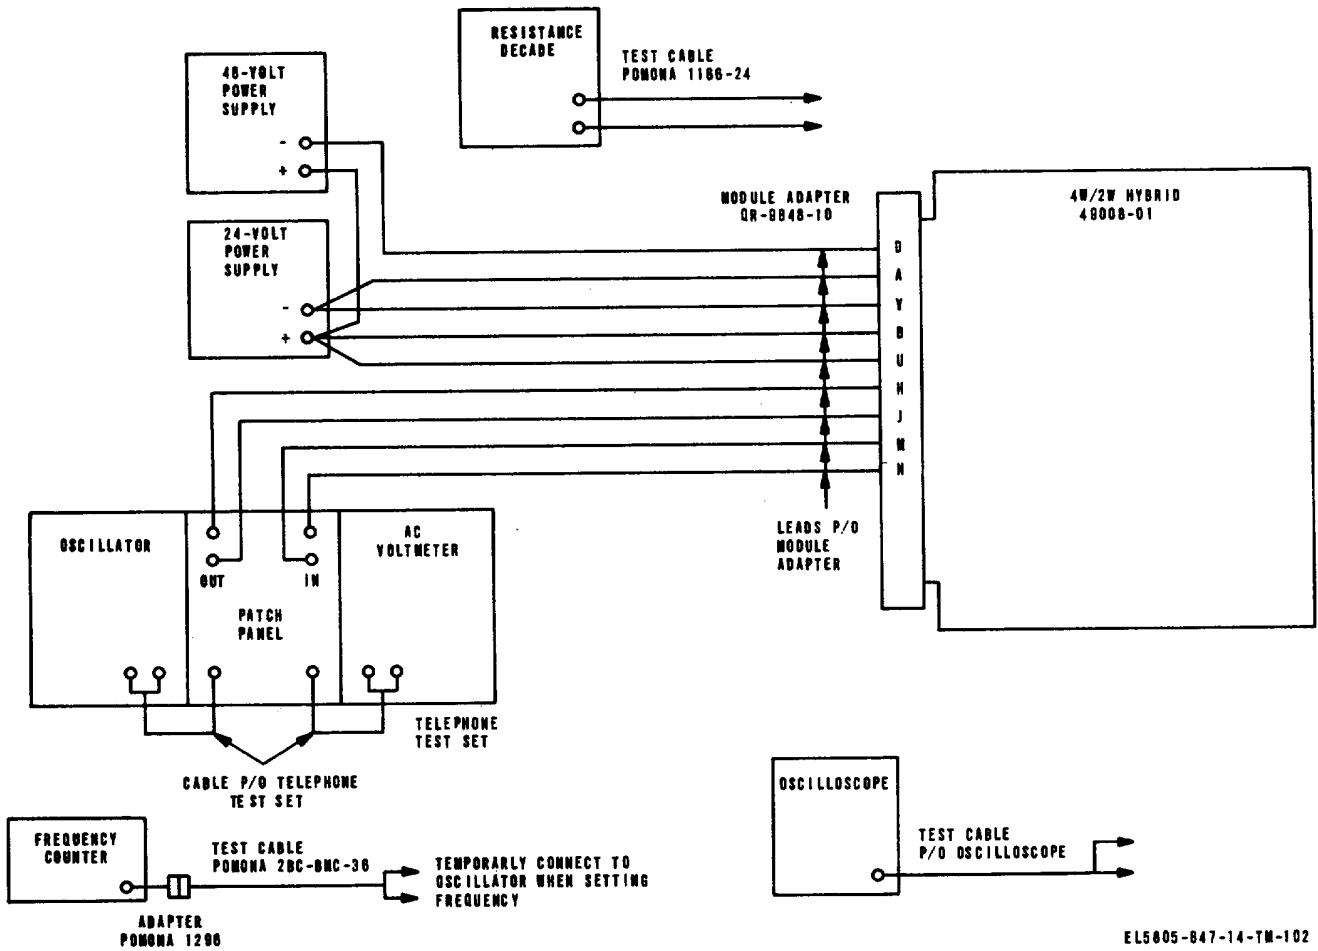 RESISTANCE
DECADE
TEST CABLE
POMONA 1166-24
48-VOLT
POWER
SUPPLY
-
+
24-VOLT
POWER
SUPPLY
-
+
MODULE ADAPTER
QR-9848-10
4W/2W HYBRID
49008-01
D
A
Y
B
U
H
J
M
N
LEADS P/O
MODULE
ADAPTER
OSCILLATOR
OUT
IN
PATCH
PANEL
AC
VOLTMETER
TELEPHONE
TEST SET
CABLE P/O TELEPHONE
TEST SET
FREQUENCY
COUNTER
TEST CABLE
POMONA 2BC-BNC-36
TEMPORARLY CONNECT TO
OSCILLATOR WHEN SETTING
FREQUENCY
ADAPTER
POMONA 1296
OSCILLOSCOPE
TEST CABLE
P/O OSCILLOSCOPE
EL5805-647-14-TM-102